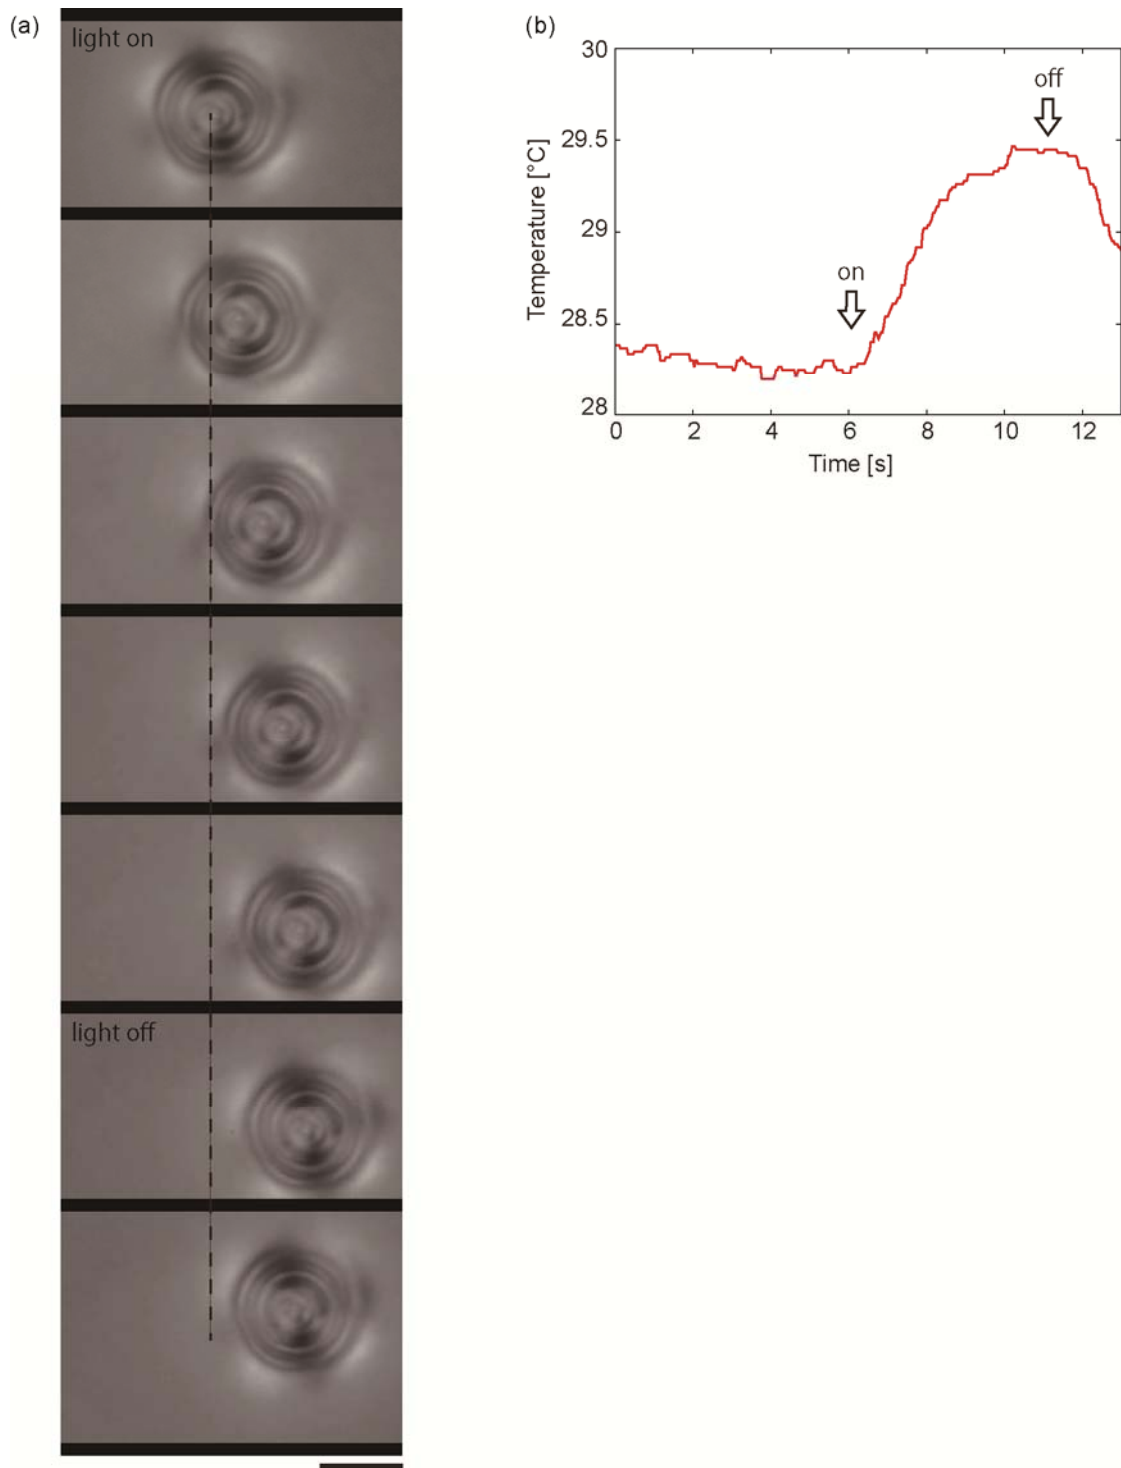 (a)
light on
light off
(b)
30
29.5
29
28.5
28
Temperature [°C]
on
off
0 2 4 6 8 10 12
Time [s]